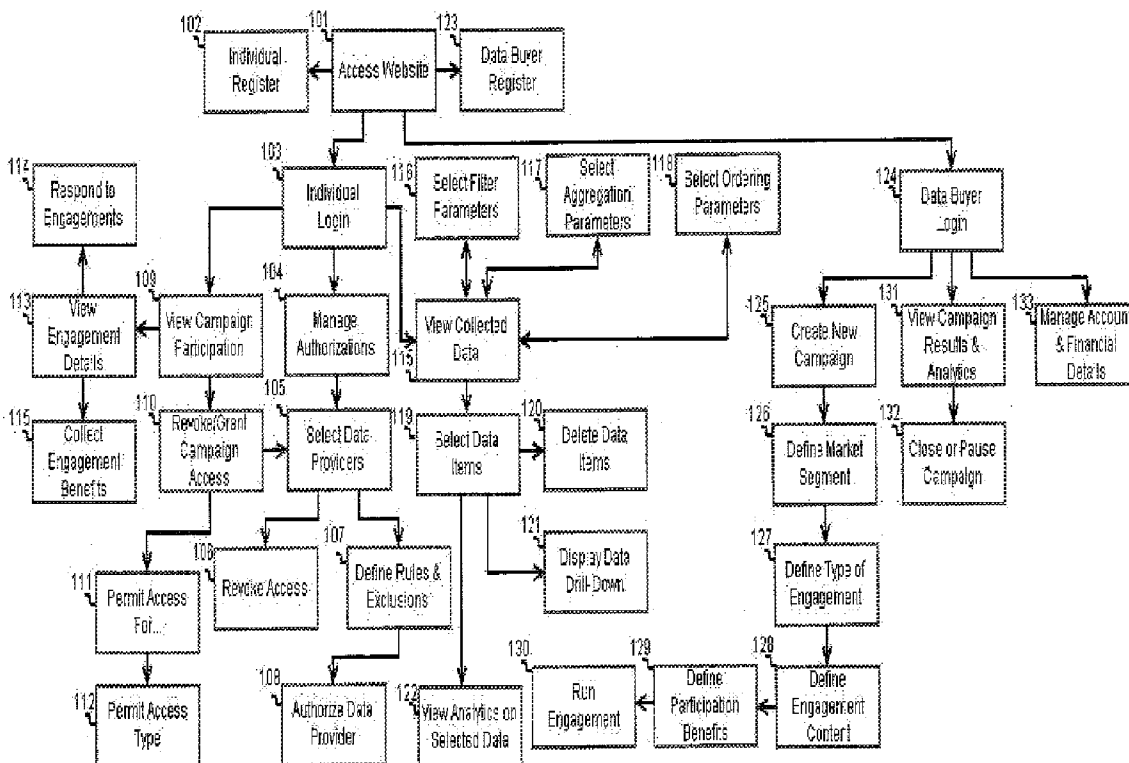 102
Individual
Register
101
Access Website
123
Data Buyer
Register
114
Respond to
Engagements
103
Individual
Login
116
Select Filter
Parameters
117
Select
Aggregation
Parameters
118
Select Ordering
Parameters
124
Data Buyer
Login
113
View
Engagement
Details
109
View Campaign
Participation
104
Manage
Authorizations
View Collected
Data
115
125
Create New
Campaign
131
View Campaign
Results &
Analytics
133
Manage Account
& Financial
Details
115
Collect
Engagement
Benefits
110
Revoke/Grant
Campaign
Access
105
Select Data
Providers
119
Select Data
Items
120
Delete Data
Items
126
Define Market
Segment
132
Close or Pause
Campaign
111
Permit Access
For...
106
Revoke Access
107
Define Rules &
Exclusions
121
Display Data
Drill-Down
127
Define Type of
Engagement
112
Permit Access
Type
108
Authorize Data
Provider
122
View Analytics on
Selected Data
130
Run
Engagement
129
Define
Participation
Benefits
128
Define
Engagement
Content